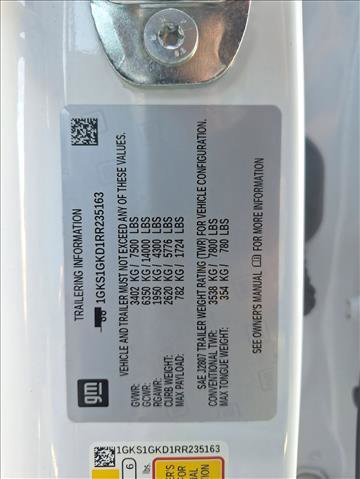 TRAILERING INFORMATION
1GKS1GKD1RR235163
VEHICLE AND TRAILER MUST NOT EXCEED ANY OF THESE VALUES.
GVWR: 3402 KG / 7500 LBS
GCWR: 6350 KG / 14000 LBS
RGAWR: 1950 KG / 4300 LBS
CURB WEIGHT: 2620 KG / 5776 LBS
MAX PAYLOAD: 782 KG / 1724 LBS
SAE J2807 TRAILER WEIGHT RATING (TWR) FOR VEHICLE CONFIGURATION.
CONVENTIONAL TWR: 3538 KG / 7800 LBS
MAX TONGUE WEIGHT: 354 KG / 780 LBS
SEE OWNER'S MANUAL FOR MORE INFORMATION
gm
1GKS1GKD1RR235163
6
lbs.